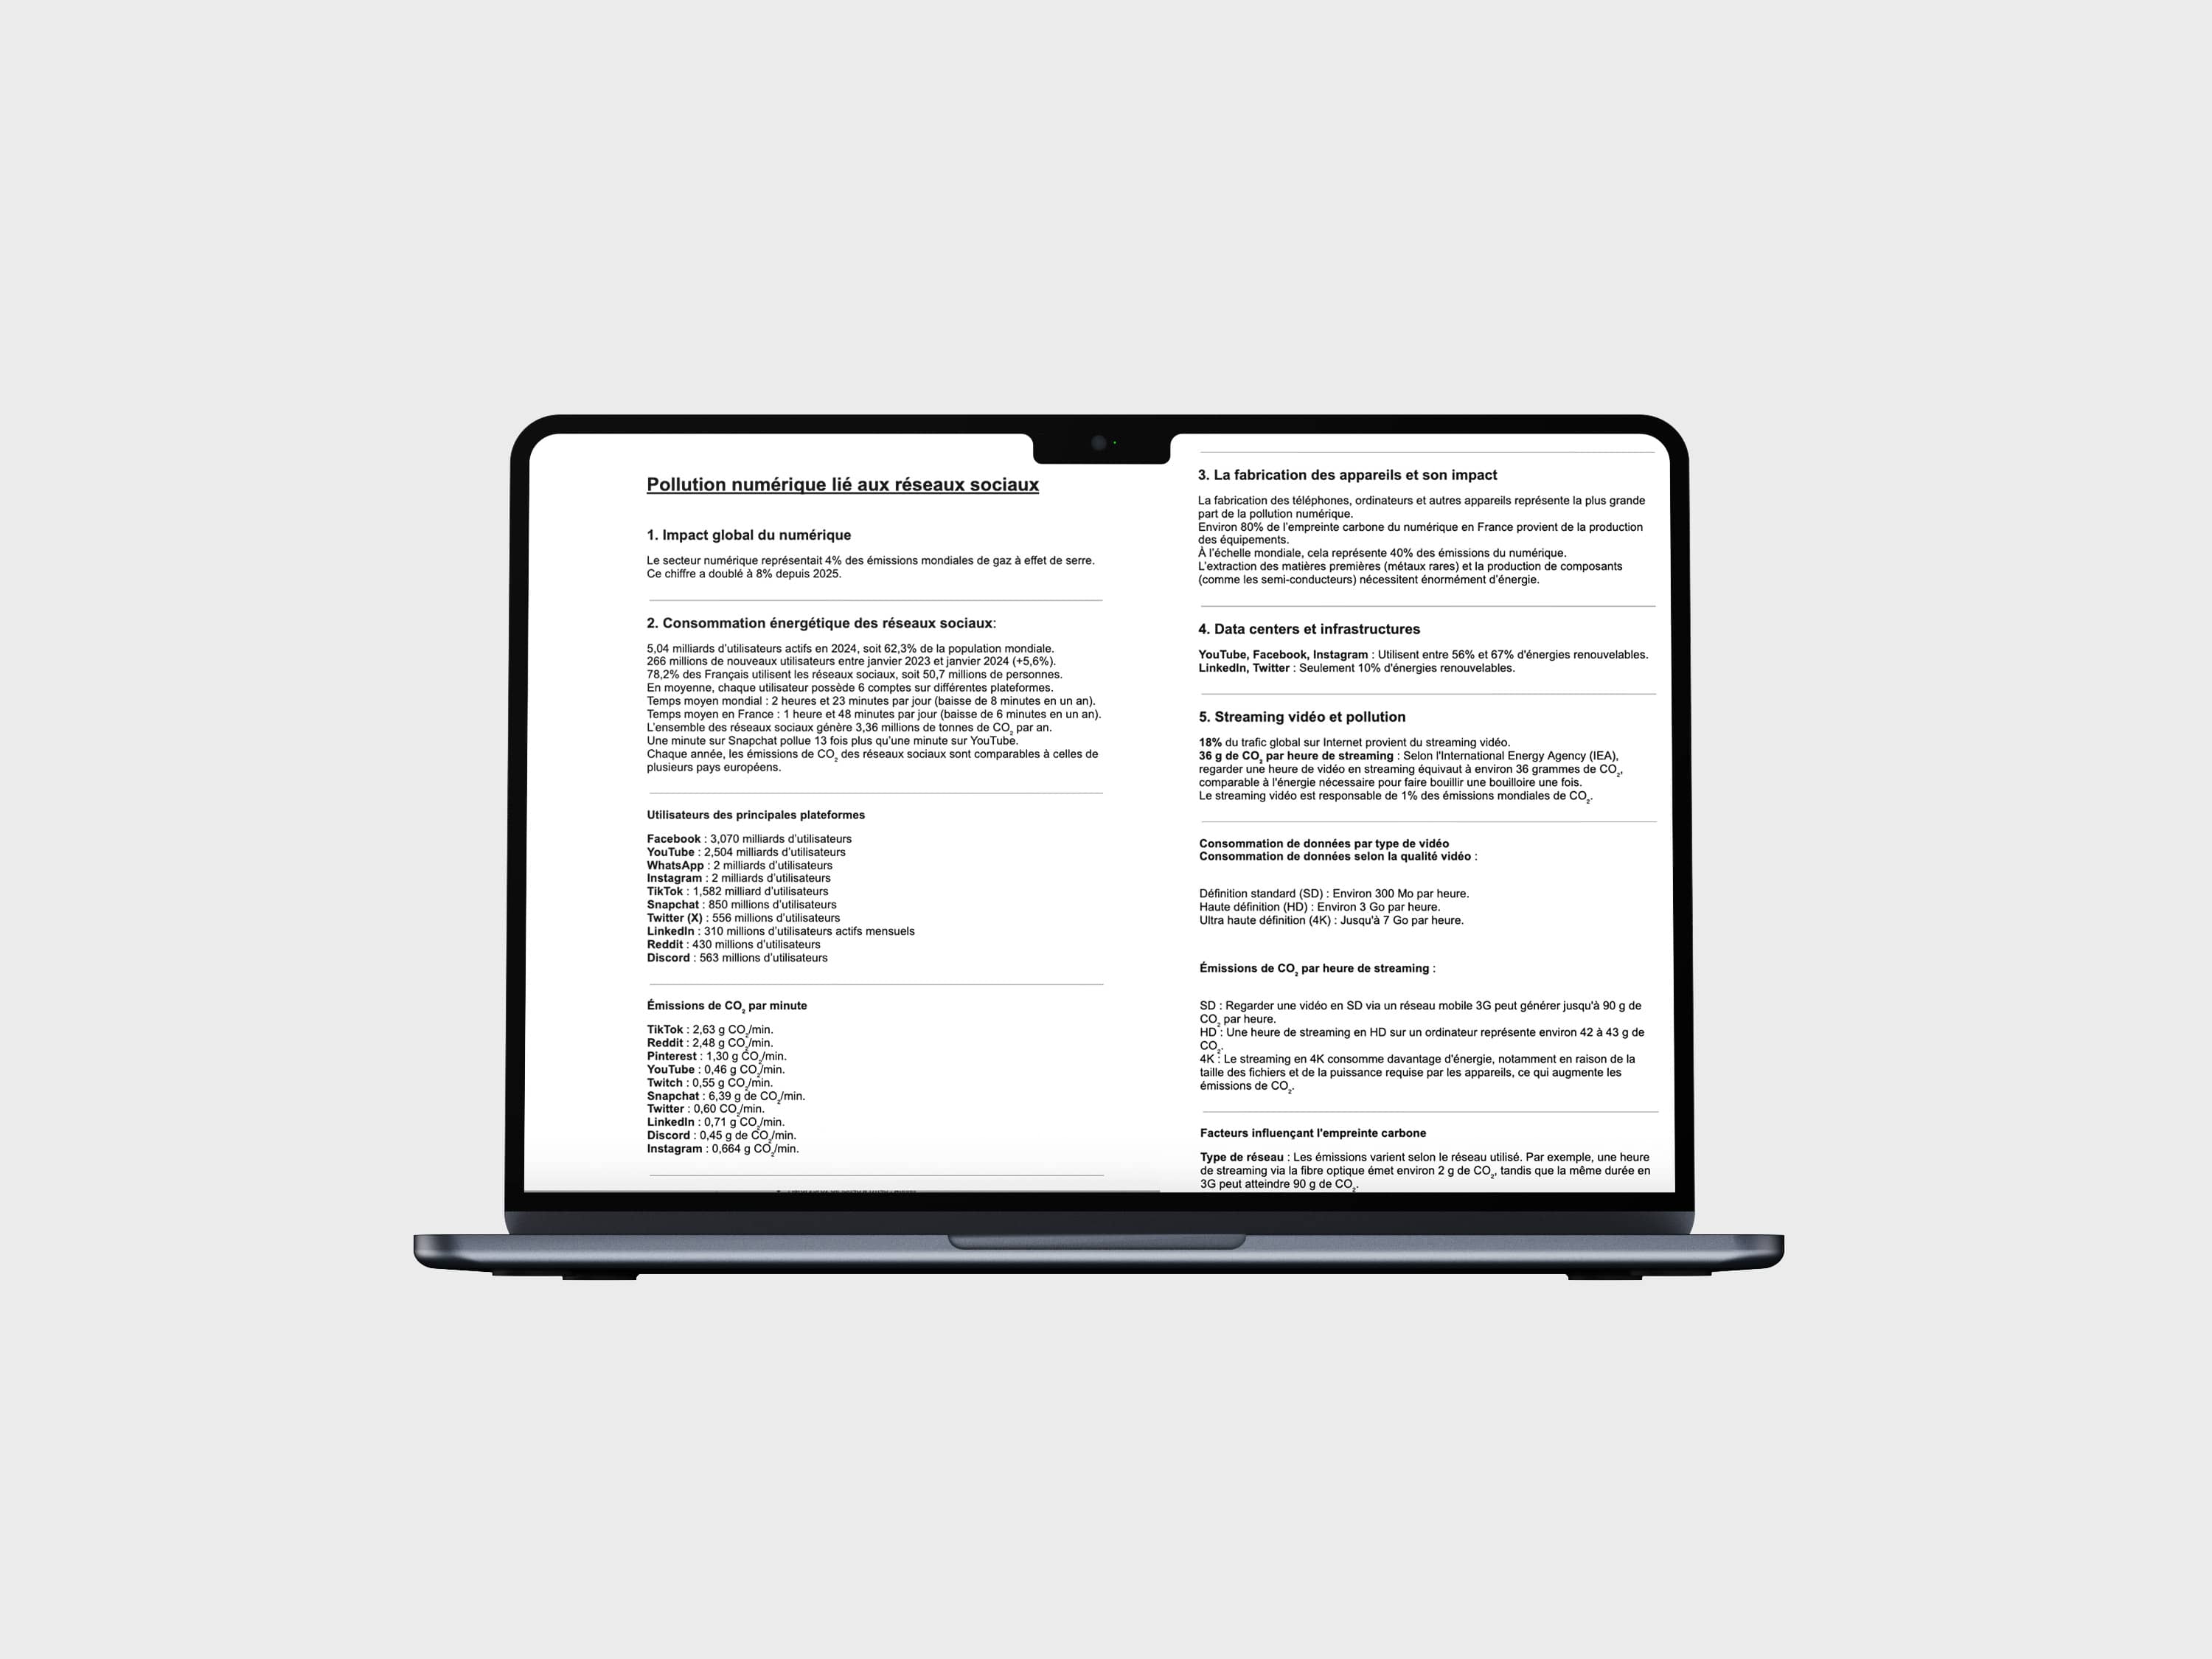 Pollution numérique lié aux réseaux sociaux
1. Impact global du numérique
Le secteur numérique représentait 4% des émissions mondiales de gaz à effet de serre.
Ce chiffre a doublé à 8% depuis 2025.
2. Consommation énergétique des réseaux sociaux:
5,04 milliards d’utilisateurs actifs en 2024, soit 62,3% de la population mondiale.
266 millions de nouveaux utilisateurs entre janvier 2023 et janvier 2024 (+5,6%).
78,2% des Français utilisent les réseaux sociaux, soit 50,7 millions de personnes.
En moyenne, chaque utilisateur possède 6 comptes sur différentes plateformes.
Temps moyen mondial : 2 heures et 23 minutes par jour (baisse de 8 minutes en un an).
Temps moyen en France : 1 heure et 48 minutes par jour (baisse de 6 minutes en un an).
L’ensemble des réseaux sociaux génère 3,36 millions de tonnes de CO₂ par an.
Une minute sur Snapchat pollue 13 fois plus qu’une minute sur YouTube.
Chaque année, les émissions de CO₂ des réseaux sociaux sont comparables à celles de
plusieurs pays européens.
Utilisateurs des principales plateformes
Facebook : 3,070 milliards d’utilisateurs
YouTube : 2,504 milliards d’utilisateurs
WhatsApp : 2 milliards d’utilisateurs
Instagram : 2 milliards d’utilisateurs
TikTok : 1,582 milliard d’utilisateurs
Snapchat : 850 millions d’utilisateurs
Twitter (X) : 556 millions d’utilisateurs
LinkedIn : 310 millions d’utilisateurs actifs mensuels
Reddit : 430 millions d’utilisateurs
Discord : 563 millions d’utilisateurs
Émissions de CO₂ par minute
TikTok : 2,63 g CO₂/min.
Reddit : 2,48 g CO₂/min.
Pinterest : 1,30 g CO₂/min.
YouTube : 0,46 g CO₂/min.
Twitch : 0,55 g CO₂/min.
Snapchat : 6,39 g de CO₂/min.
Twitter : 0,60 CO₂/min.
LinkedIn : 0,71 g CO₂/min.
Discord : 0,45 g de CO₂/min.
Instagram : 0,664 g CO₂/min.
3. La fabrication des appareils et son impact
La fabrication des téléphones, ordinateurs et autres appareils représente la plus grande
part de la pollution numérique.
Environ 80% de l’empreinte carbone du numérique en France provient de la production
des équipements.
À l’échelle mondiale, cela représente 40% des émissions du numérique.
L’extraction des matières premières (métaux rares) et la production de composants
(comme les semi-conducteurs) nécessitent énormément d’énergie.
4. Data centers et infrastructures
YouTube, Facebook, Instagram : Utilisent entre 56% et 67% d'énergies renouvelables.
LinkedIn, Twitter : Seulement 10% d'énergies renouvelables.
5. Streaming vidéo et pollution
18% du trafic global sur Internet provient du streaming vidéo.
36 g de CO₂ par heure de streaming : Selon l'International Energy Agency (IEA),
regarder une heure de vidéo en streaming équivaut à environ 36 grammes de CO₂,
comparable à l'énergie nécessaire pour faire bouillir une bouilloire une fois.
Le streaming vidéo est responsable de 1% des émissions mondiales de CO₂.
Consommation de données par type de vidéo
Consommation de données selon la qualité vidéo :
Définition standard (SD) : Environ 300 Mo par heure.
Haute définition (HD) : Environ 3 Go par heure.
Ultra haute définition (4K) : Jusqu'à 7 Go par heure.
Émissions de CO₂ par heure de streaming :
SD : Regarder une vidéo en SD via un réseau mobile 3G peut générer jusqu'à 90 g de
CO₂ par heure.
HD : Une heure de streaming en HD sur un ordinateur représente environ 42 à 43 g de
CO₂.
4K : Le streaming en 4K consomme davantage d'énergie, notamment en raison de la
taille des fichiers et de la puissance requise par les appareils, ce qui augmente les
émissions de CO₂.
Facteurs influençant l'empreinte carbone
Type de réseau : Les émissions varient selon le réseau utilisé. Par exemple, une heure
de streaming via la fibre optique émet environ 2 g de CO₂, tandis que la même durée en
3G peut atteindre 90 g de CO₂.